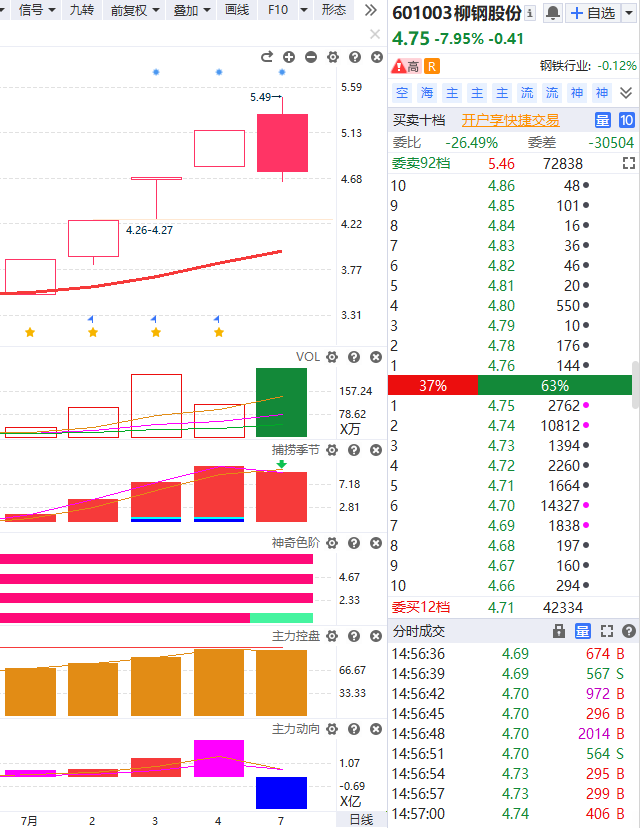 信号 九转 前复权 叠加 画线 F10 形态
5.59
5.49
5.13
4.68
4.26-4.27
4.22
3.77
3.31
VOL
157.24
78.62
X万
捕捞季节
7.18
2.81
神奇色阶
4.67
2.33
主力控盘
66.67
33.33
主力动向
1.07
-0.69
X亿
7月 2 3 4 7 日线
601003 柳钢股份 自选
4.75 -7.95% -0.41
高 R 钢铁行业: -0.12%
空 海 主 主 主 流 流 神 神
买卖十档 开户享快捷交易 量 10
委比 -26.49% 委差 -30504
委卖92档 5.46 72838
10 4.86 48
9 4.85 101
8 4.84 16
7 4.83 36
6 4.82 46
5 4.81 20
4 4.80 550
3 4.79 10
2 4.78 176
1 4.76 144
37% 63%
1 4.75 2762
2 4.74 10812
3 4.73 1394
4 4.72 2260
5 4.71 1664
6 4.70 14327
7 4.69 1838
8 4.68 197
9 4.67 160
10 4.66 294
委买12档 4.71 42334
分时成交 量
14:56:36 4.69 674 B
14:56:39 4.69 567 S
14:56:42 4.70 972 B
14:56:45 4.70 296 B
14:56:48 4.70 2014 B
14:56:51 4.70 564 S
14:56:54 4.73 295 B
14:56:57 4.73 299 B
14:57:00 4.74 406 B